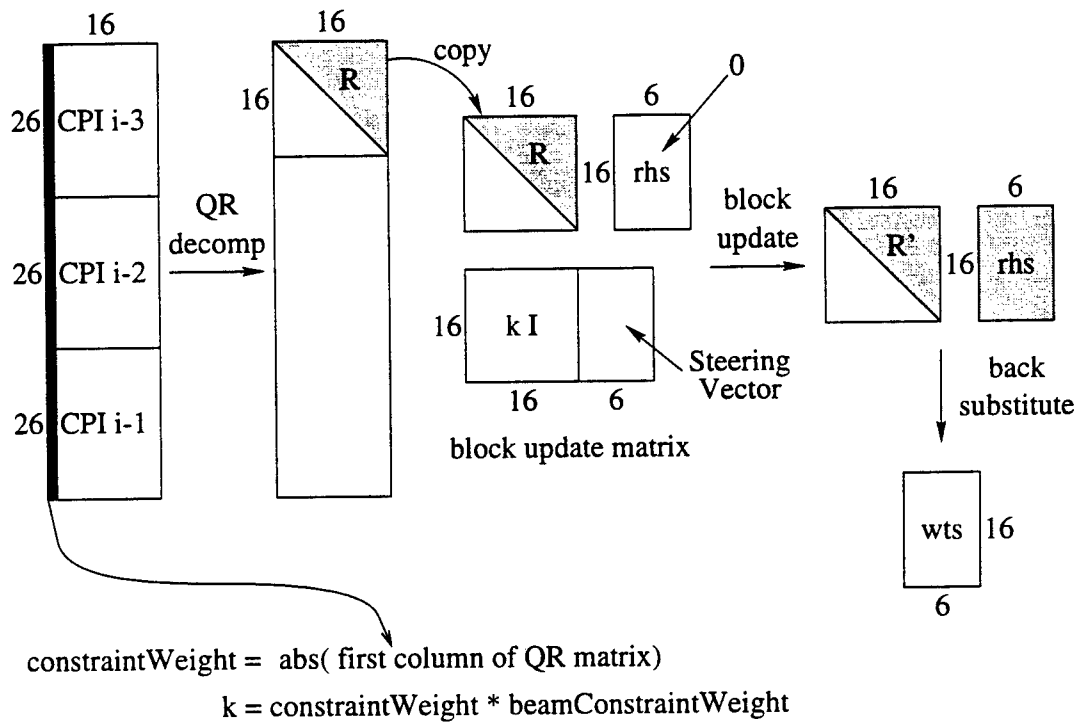 16
26
CPI i-3
26
CPI i-2
26
CPI i-1
QR
decomp
16
16
R
copy
16
R
16
6
rhs
0
16
k I
16
6
Steering
Vector
block update matrix
block
update
16
R'
16
6
rhs
back
substitute
wts
16
6
constraintWeight = abs( first column of QR matrix)
k = constraintWeight * beamConstraintWeight